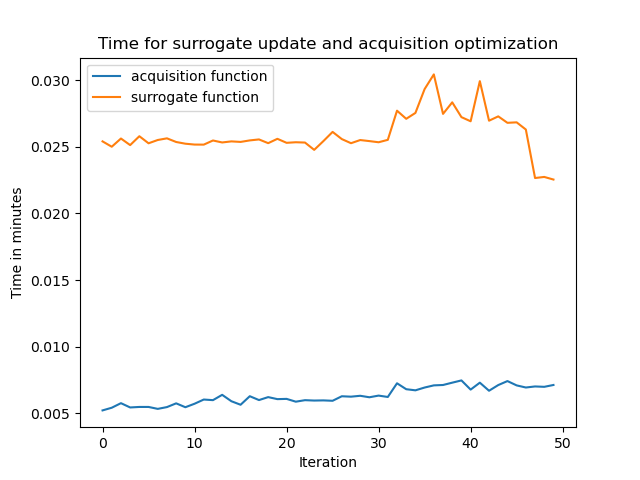 Time for surrogate update and acquisition optimization
acquisition function
surrogate function
0.030
0.025
0.020
0.015
0.010
0.005
Time in minutes
0 10 20 30 40 50
Iteration